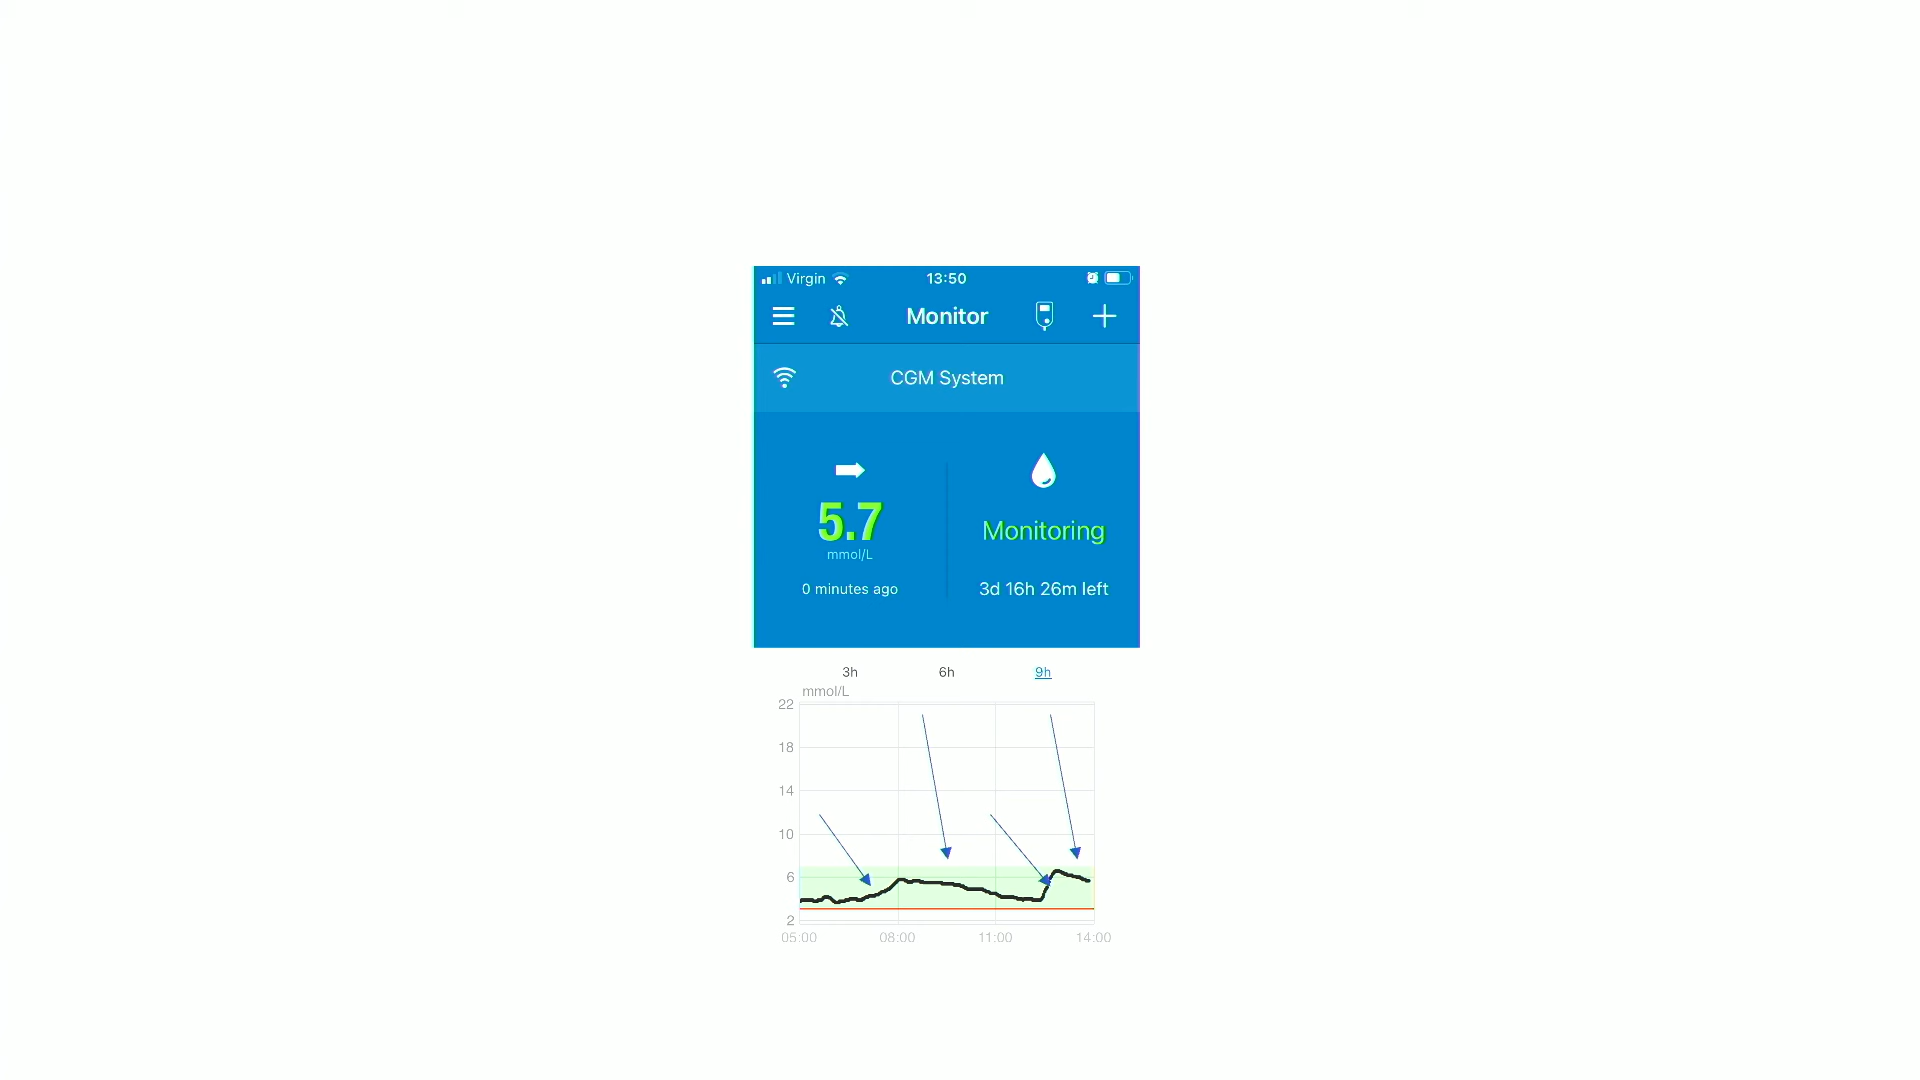 Virgin 13:50
Monitor
CGM System
5.7
mmol/L
0 minutes ago
Monitoring
3d 16h 26m left
3h 6h 9h
mmol/L
22
18
14
10
6
2
05:00 08:00 11:00 14:00